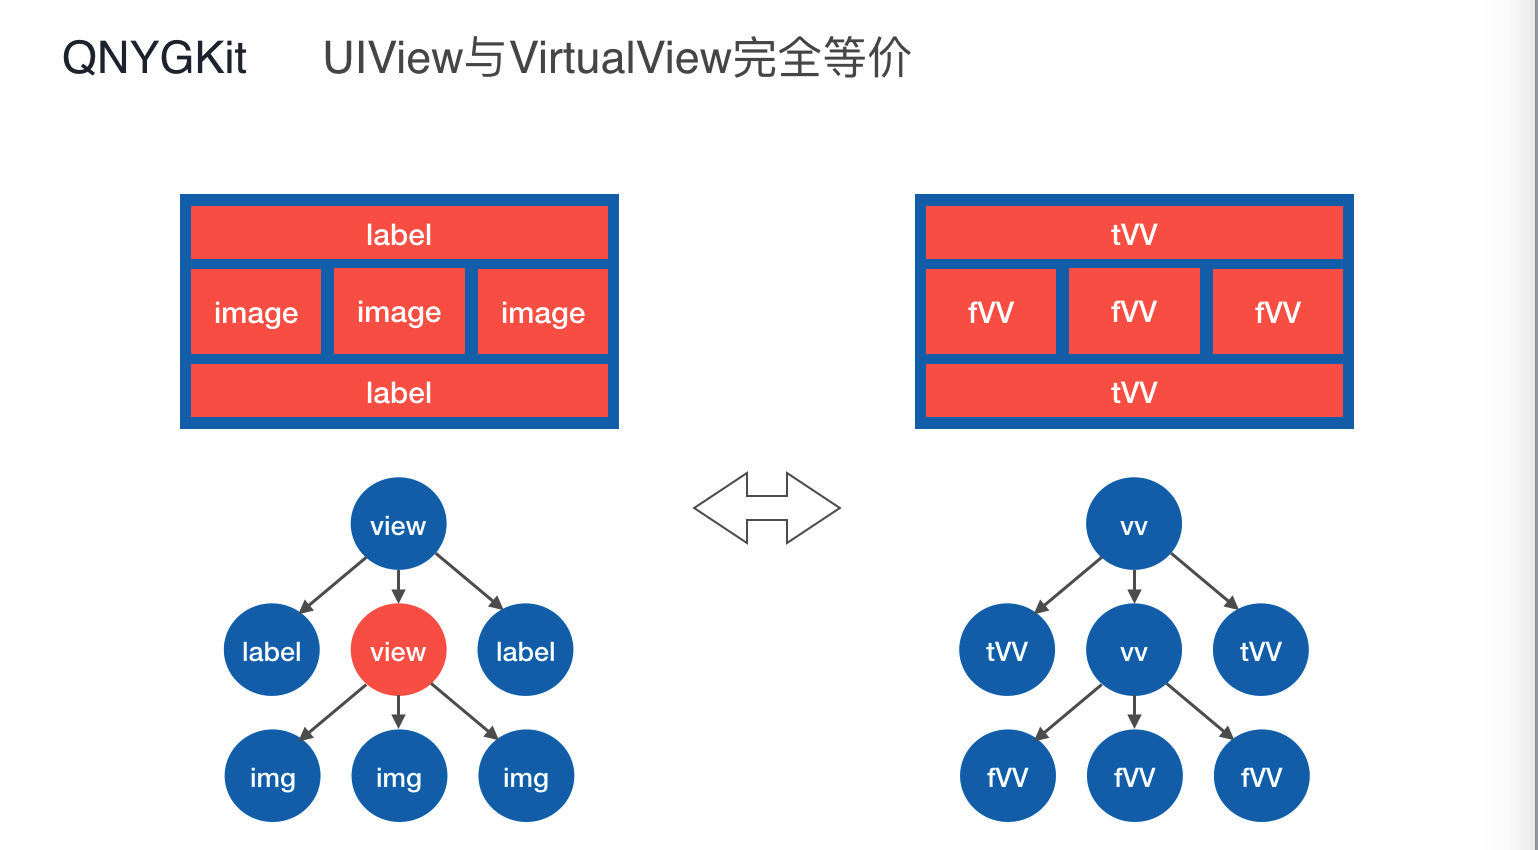 QNYGKit UIView与VirtualView完全等价
label
image image image
label
tVV
fVV fVV fVV
tVV
view
label view label
img img img
vv
tVV vv tVV
fVV fVV fVV